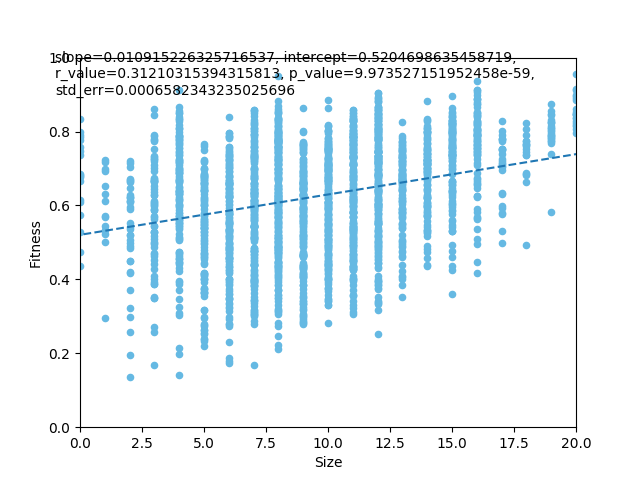 slope=0.010915226325716537, intercept=0.5204698635458719,
r_value=0.31210315394315813, p_value=9.973527151952458e-59,
std_err=0.0006582343235025696
1.0
0.8
0.6
0.4
0.2
0.0
Fitness
0.0 2.5 5.0 7.5 10.0 12.5 15.0 17.5 20.0
Size